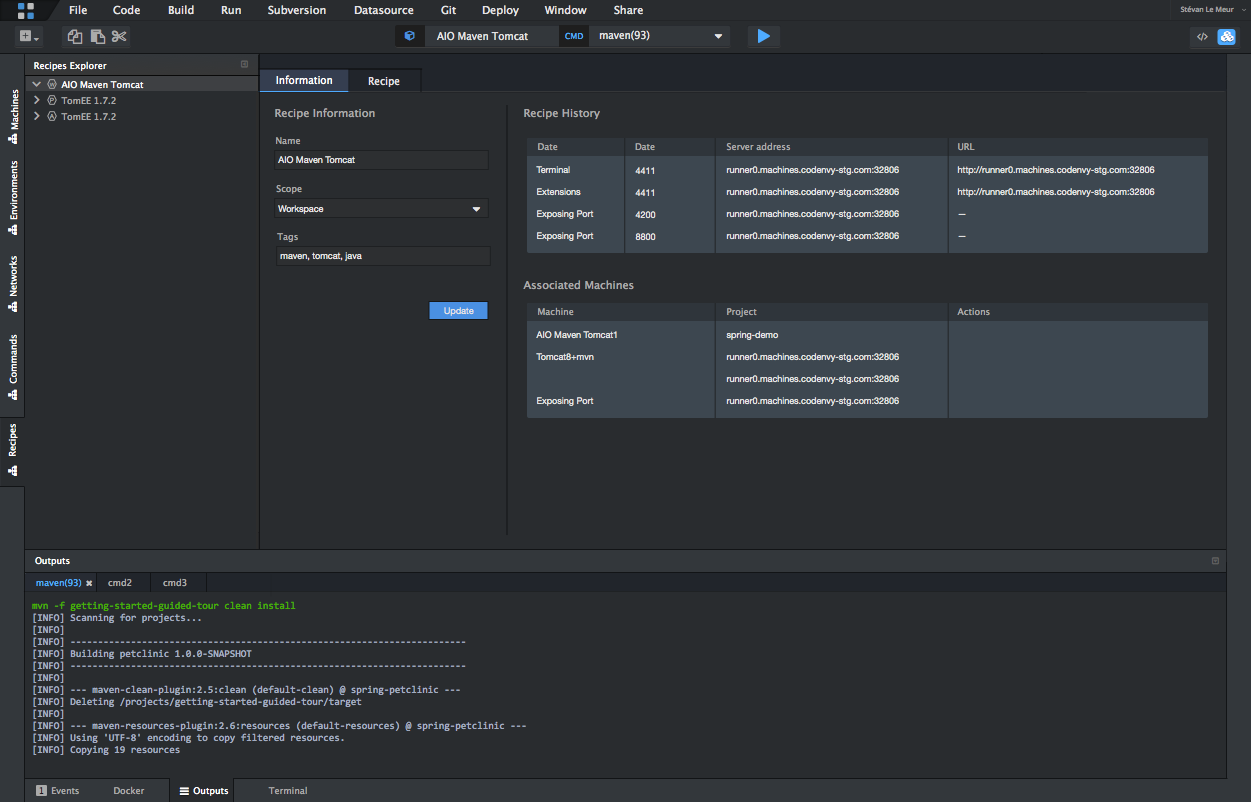 File Code Build Run Subversion Datasource Git Deploy Window Share Stévan Le Meur
AIO Maven Tomcat CMD maven(93)
Machines
Environments
Networks
Commands
Recipes
Recipes Explorer
AIO Maven Tomcat
TomEE 1.7.2
TomEE 1.7.2
Information Recipe
Recipe Information
Name
AIO Maven Tomcat
Scope
Workspace
Tags
maven, tomcat, java
Update
Recipe History
Date Date Server address URL
Terminal 4411 runner0.machines.codenvy-stg.com:32806 http://runner0.machines.codenvy-stg.com:32806
Extensions 4411 runner0.machines.codenvy-stg.com:32806 http://runner0.machines.codenvy-stg.com:32806
Exposing Port 4200 runner0.machines.codenvy-stg.com:32806 —
Exposing Port 8800 runner0.machines.codenvy-stg.com:32806 —
Associated Machines
Machine Project Actions
AIO Maven Tomcat1 spring-demo
Tomcat8+mvn runner0.machines.codenvy-stg.com:32806
runner0.machines.codenvy-stg.com:32806
Exposing Port runner0.machines.codenvy-stg.com:32806
Outputs
maven(93) cmd2 cmd3
mvn -f getting-started-guided-tour clean install
[INFO] Scanning for projects...
[INFO]
[INFO] ------------------------------------------------------------------------
[INFO] Building petclinic 1.0.0-SNAPSHOT
[INFO] ------------------------------------------------------------------------
[INFO]
[INFO] --- maven-clean-plugin:2.5:clean (default-clean) @ spring-petclinic ---
[INFO] Deleting /projects/getting-started-guided-tour/target
[INFO]
[INFO] --- maven-resources-plugin:2.6:resources (default-resources) @ spring-petclinic ---
[INFO] Using 'UTF-8' encoding to copy filtered resources.
[INFO] Copying 19 resources
1 Events Docker Outputs Terminal